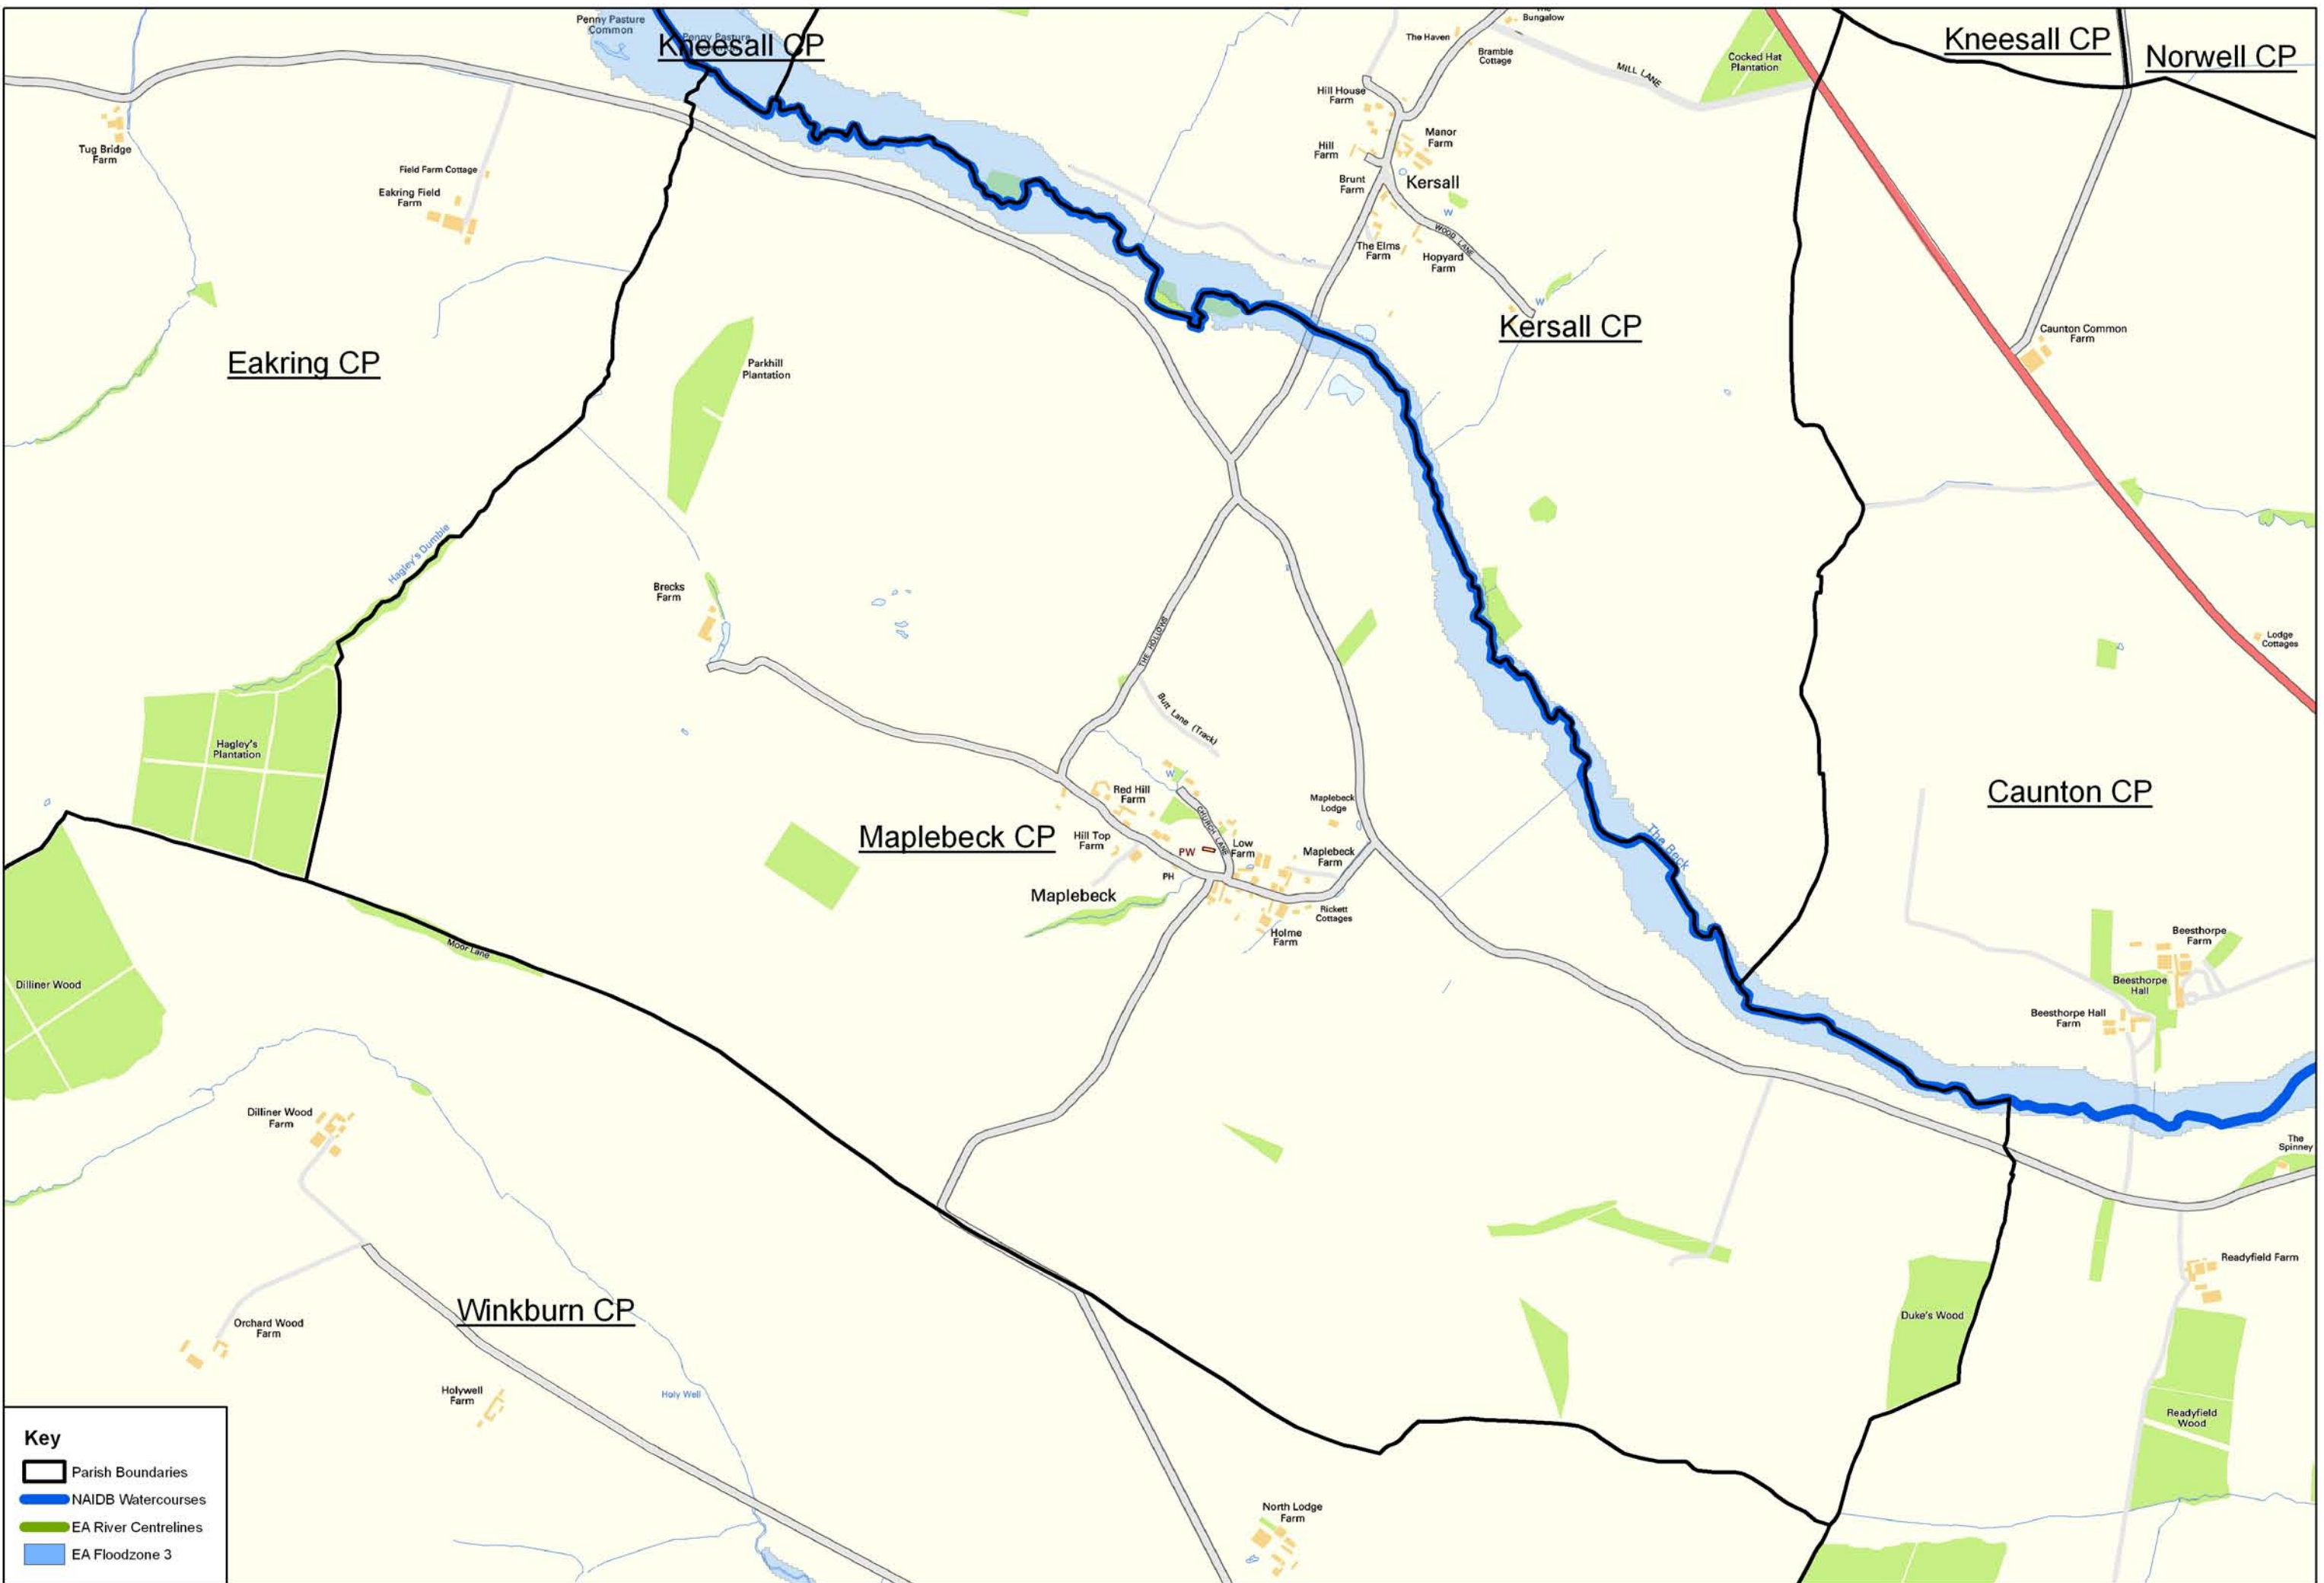 Penny Pasture
Common
Penny Pasture
Kneesall CP
The Haven
Bungalow
Bramble
Cottage
MILL LANE
Cocked Hat
Plantation
Kneesall CP
Norwell CP
Tug Bridge
Farm
Field Farm Cottage
Eakring Field
Farm
Hill House
Farm
Manor
Farm
Hill
Farm
Brunt
Farm
Kersall
W
WOOD LANE
The Elms
Farm
Hopyard
Farm
W
Kersall CP
Caunton Common
Farm
Eakring CP
Parkhill
Plantation
Hagley's Dumble
Brecks
Farm
THE HOLLOWS
Butt Lane (Track)
Lodge
Cottages
Hagley's
Plantation
W
Red Hill
Farm
CHURCH LANE
Maplebeck
Lodge
Caunton CP
Maplebeck CP
Hill Top
Farm
PW
Low
Farm
Maplebeck
Farm
The Beck
PH
Maplebeck
Rickett
Cottages
Holme
Farm
Moor Lane
Beesthorpe
Farm
Dilliner Wood
Beesthorpe
Hall
Beesthorpe Hall
Farm
Dilliner Wood
Farm
The
Spinney
Readyfield Farm
Winkburn CP
Orchard Wood
Farm
Duke's Wood
Holywell
Farm
Holy Well
Readyfield
Wood
North Lodge
Farm
Key
Parish Boundaries
NAIDB Watercourses
EA River Centrelines
EA Floodzone 3